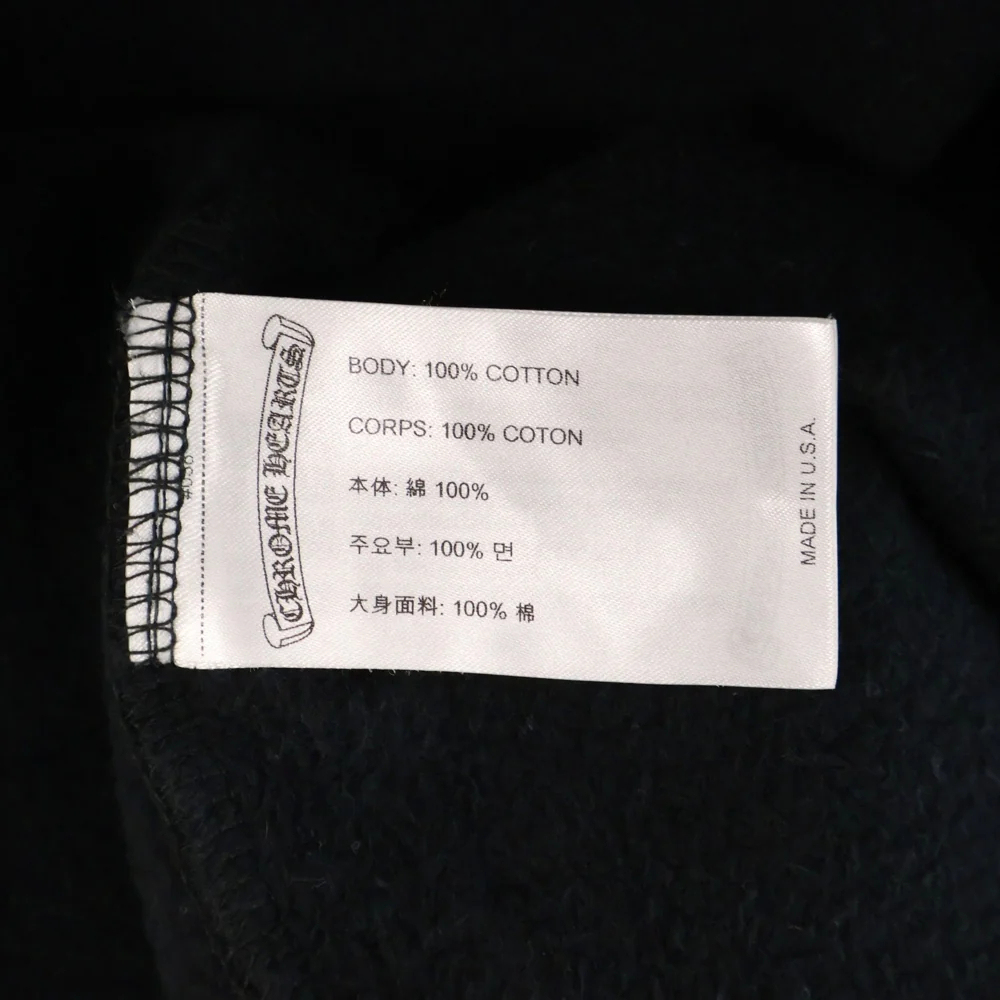 CHROME HEARTS
BODY: 100% COTTON
CORPS: 100% COTON
本体: 綿 100%
주요부: 100% 면
大身面料: 100% 棉
MADE IN U.S.A.